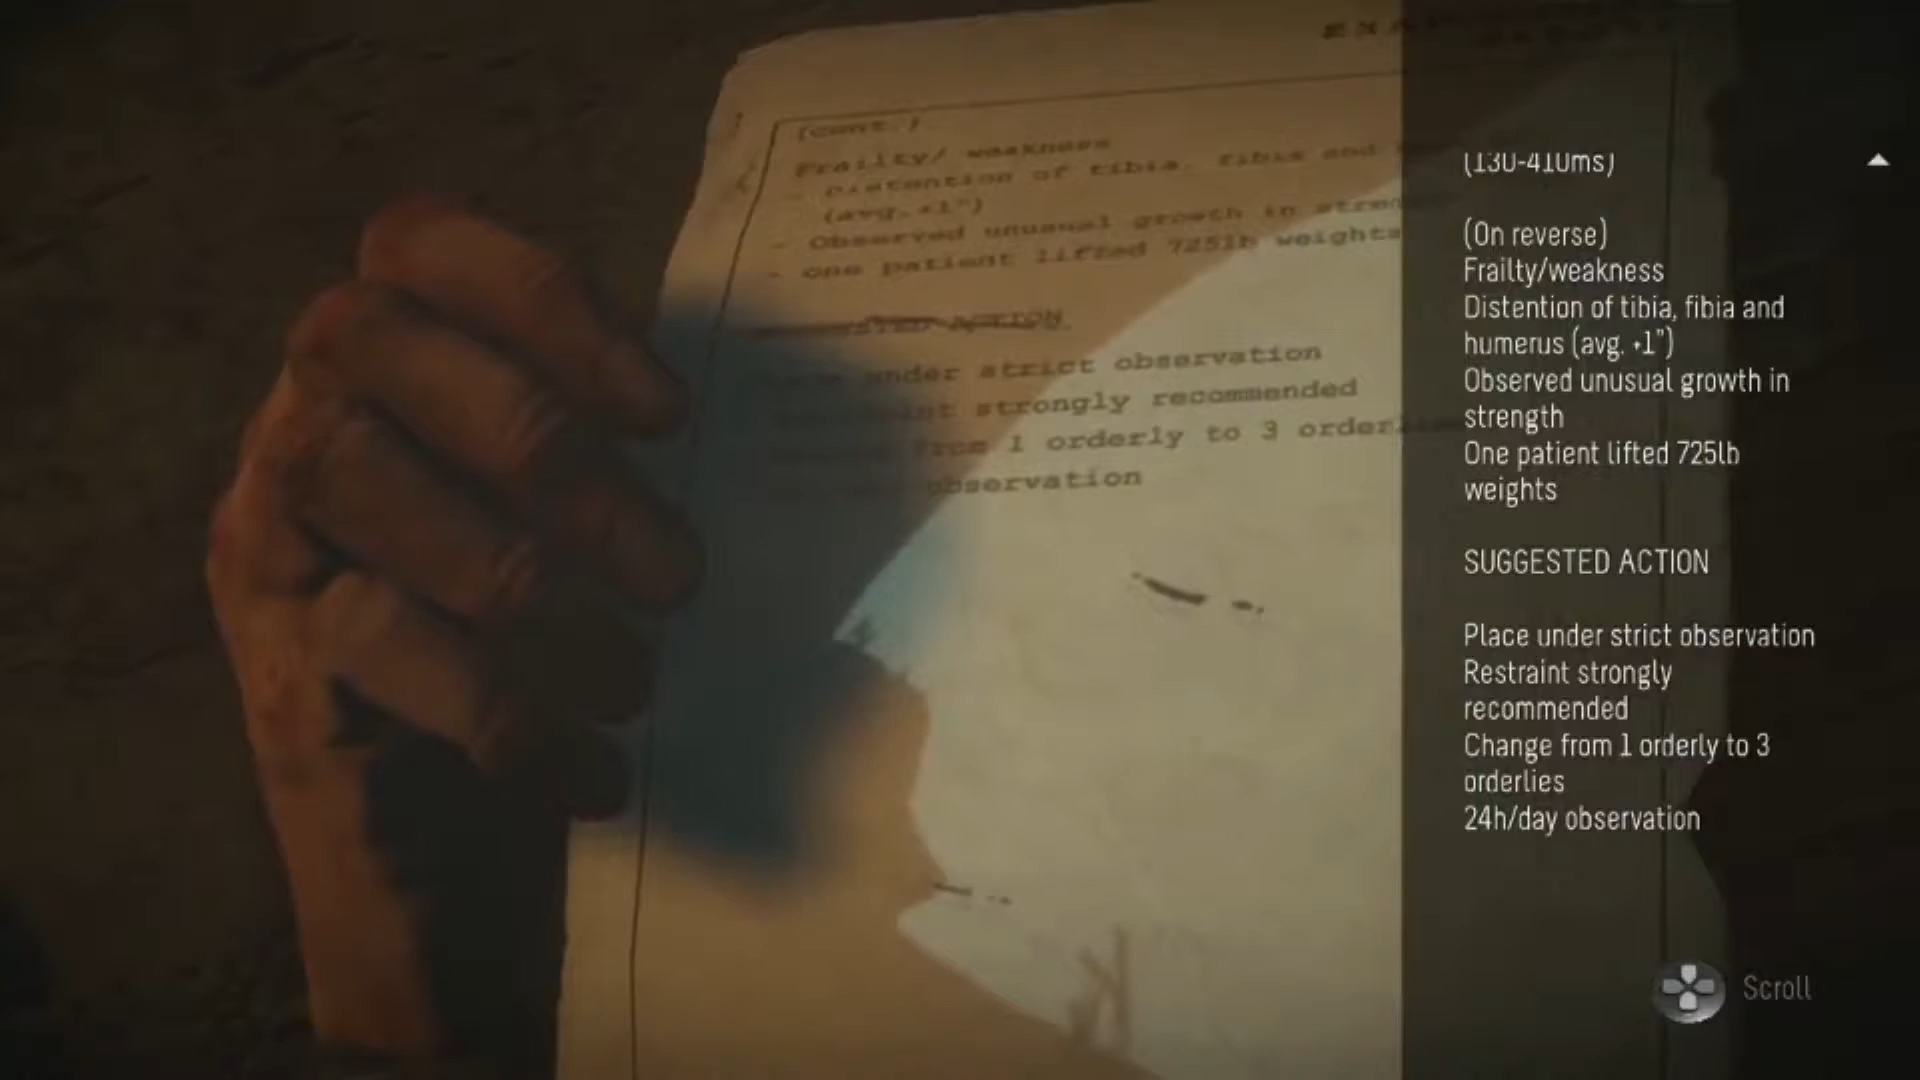 (cont.)
Frailty/ weakness
- Distention of tibia, fibia and
(avg. +1")
- Observed unusual growth in
- one patient lifted 725lb weights
ACTION
under strict observation
strongly recommended
from 1 orderly to 3
observation
(130-410ms)
(On reverse)
Frailty/weakness
Distention of tibia, fibia and
humerus (avg. +1")
Observed unusual growth in
strength
One patient lifted 725lb
weights
SUGGESTED ACTION
Place under strict observation
Restraint strongly
recommended
Change from 1 orderly to 3
orderlies
24h/day observation
Scroll